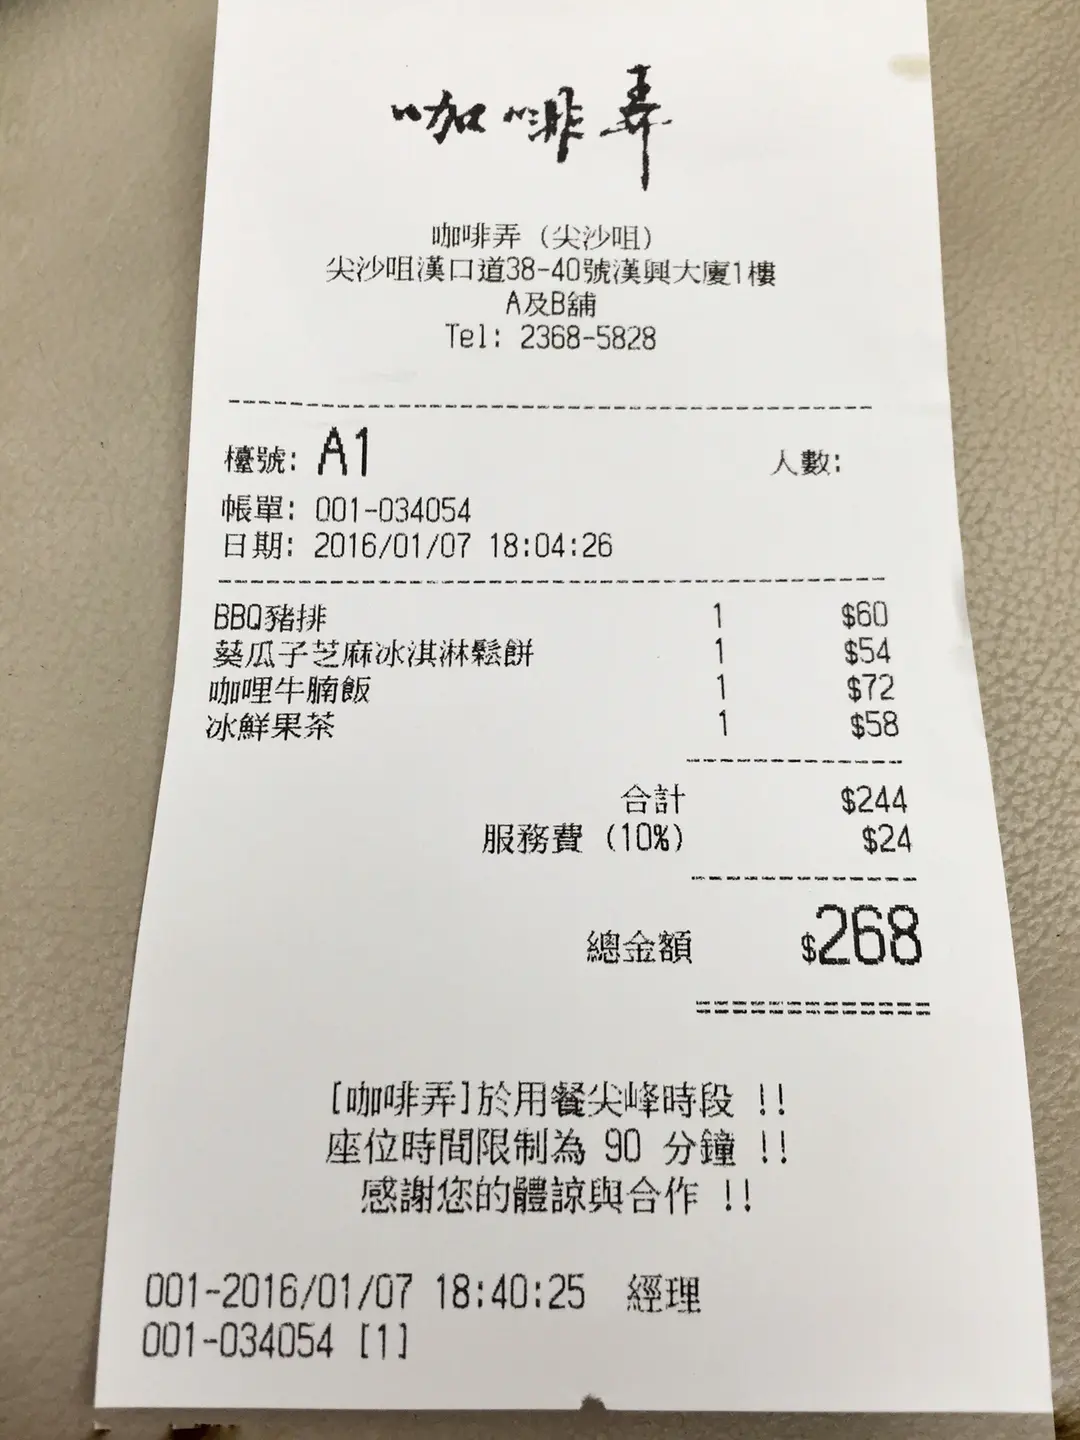 咖啡弄
咖啡弄 (尖沙咀)
尖沙咀漢口道38-40號漢興大廈1樓
A及B舖
Tel: 2368-5828
檯號: A1 人數:
帳單: 001-034054
日期: 2016/01/07 18:04:26
BBQ豬排 1 $60
葵瓜子芝麻冰淇淋鬆餅 1 $54
咖哩牛腩飯 1 $72
冰鮮果茶 1 $58
合計 $244
服務費 (10%) $24
總金額 $268
[咖啡弄]於用餐尖峰時段 !!
座位時間限制為 90 分鐘 !!
感謝您的體諒與合作 !!
001-2016/01/07 18:40:25 經理
001-034054 [1]